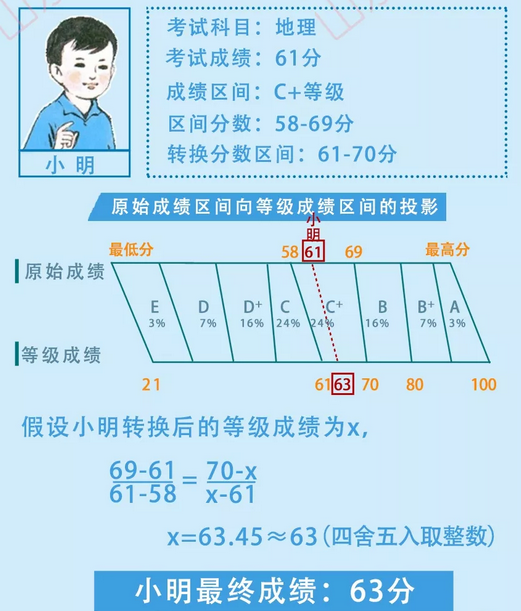 考试科目：地理
考试成绩：61分
成绩区间：C+等级
区间分数：58-69分
转换分数区间：61-70分
小明
原始成绩区间向等级成绩区间的投影
小明
最低分 58 61 69 最高分
原始成绩
E D D+ C C+ B B+ A
3% 7% 16% 24% 24% 16% 7% 3%
等级成绩
21 61 63 70 80 100
假设小明转换后的等级成绩为x,
69-61/61-58=70-x/x-61
x=63.45≈63(四舍五入取整数)
小明最终成绩：63分